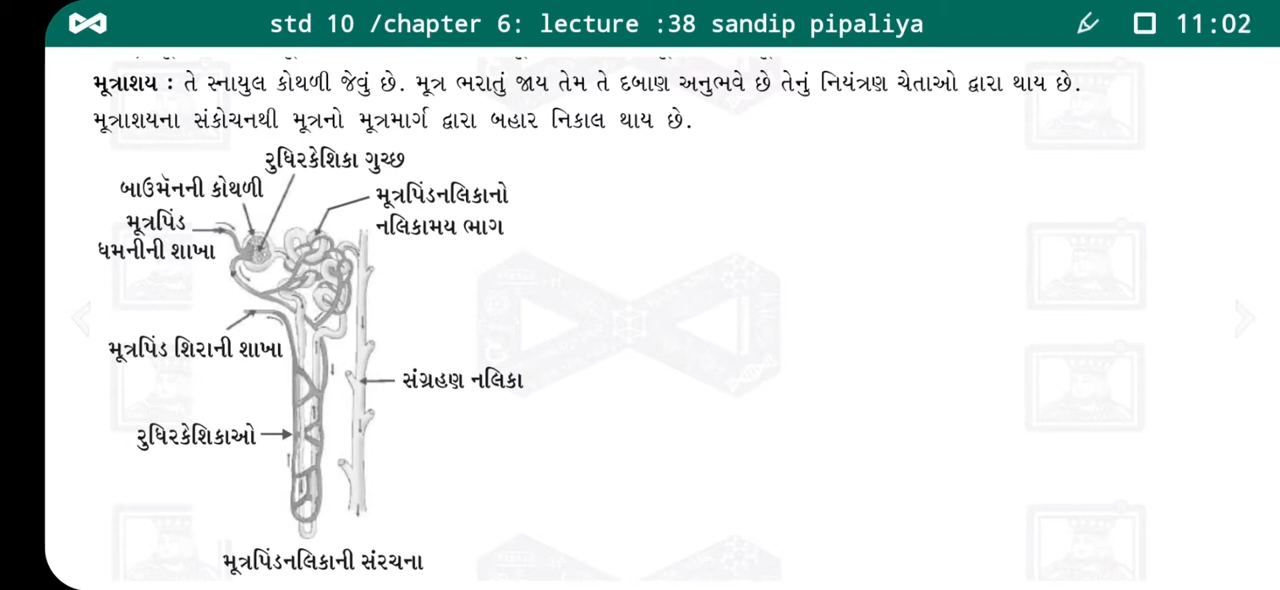 std 10 /chapter 6: lecture :38 sandip pipaliya
11:02
મૂત્રાશય : તે સ્નાયુલ કોથળી જેવું છે. મૂત્ર ભરાતું જાય તેમ તે દબાણ અનુભવે છે તેનું નિયંત્રણ ચેતાઓ દ્વારા થાય છે.
મૂત્રાશયના સંકોચનથી મૂત્રનો મૂત્રમાર્ગ દ્વારા બહાર નિકાલ થાય છે.
રુધિરકેશિકા ગુચ્છ
બાઉમૅનની કોથળી
મૂત્રપિંડનલિકાનો
નલિકામય ભાગ
મૂત્રપિંડ
ધમનીની શાખા
મૂત્રપિંડ શિરાની શાખા
સંગ્રહણ નલિકા
રુધિરકેશિકાઓ
મૂત્રપિંડનલિકાની સંરચના